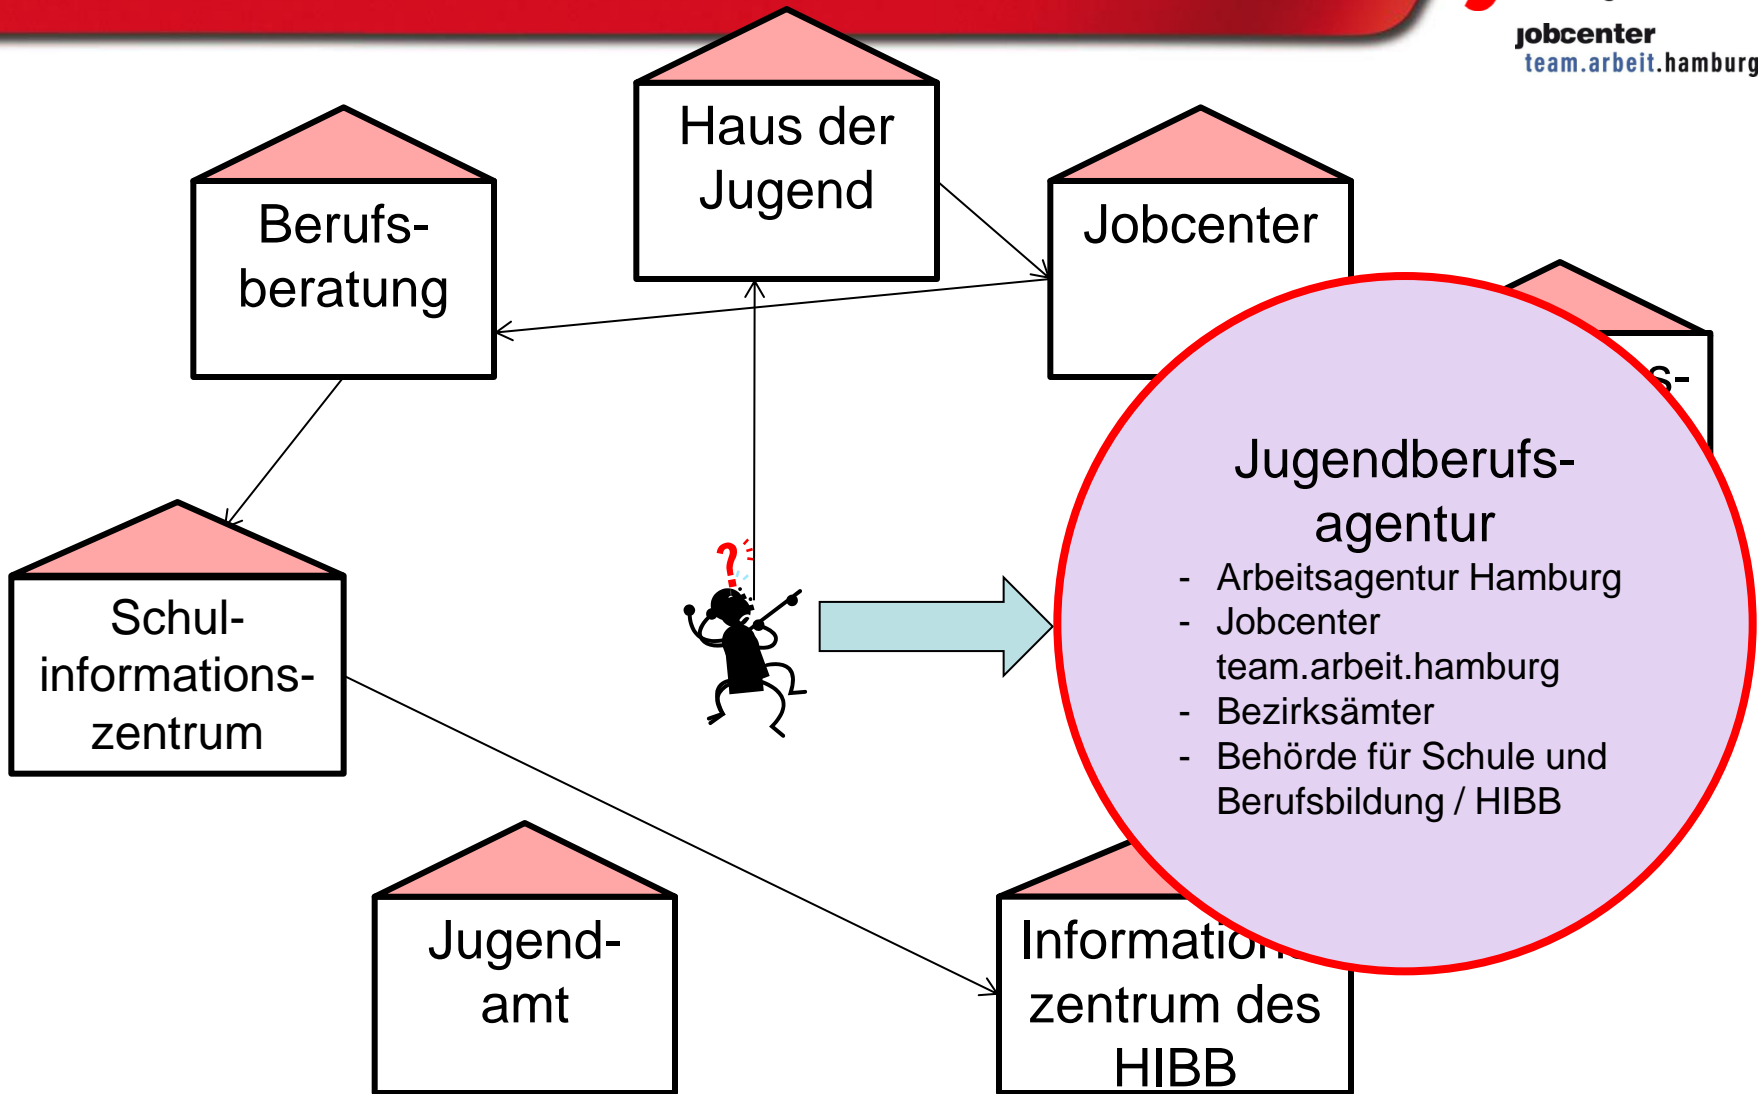 jobcenter
team.arbeit.hamburg
Haus der
Jugend
Berufs-
beratung
Jobcenter
s-
Jugendberufs-
agentur
- Arbeitsagentur Hamburg
- Jobcenter
team.arbeit.hamburg
- Bezirksämter
- Behörde für Schule und
Berufsbildung / HIBB
?
Schul-
informations-
zentrum
Jugend-
amt
Information
zentrum des
HIBB